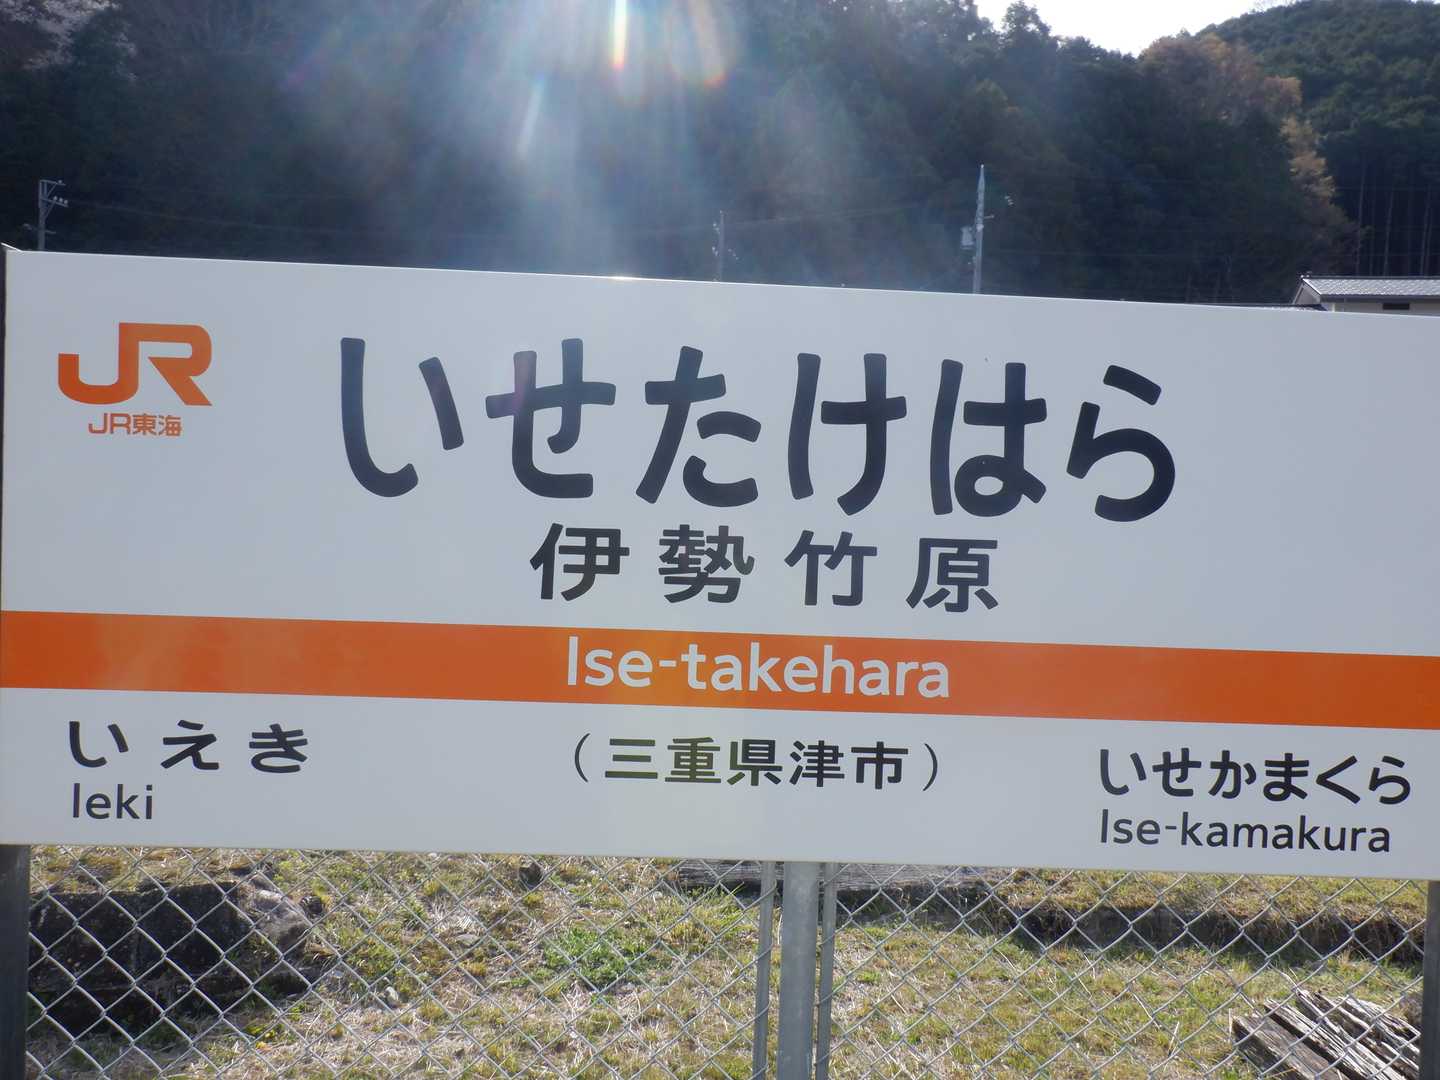 JR
JR東海
いせたけはら
伊勢竹原
Ise-takehara
いえき
Ieki
（三重県津市）
いせかまくら
Ise-kamakura